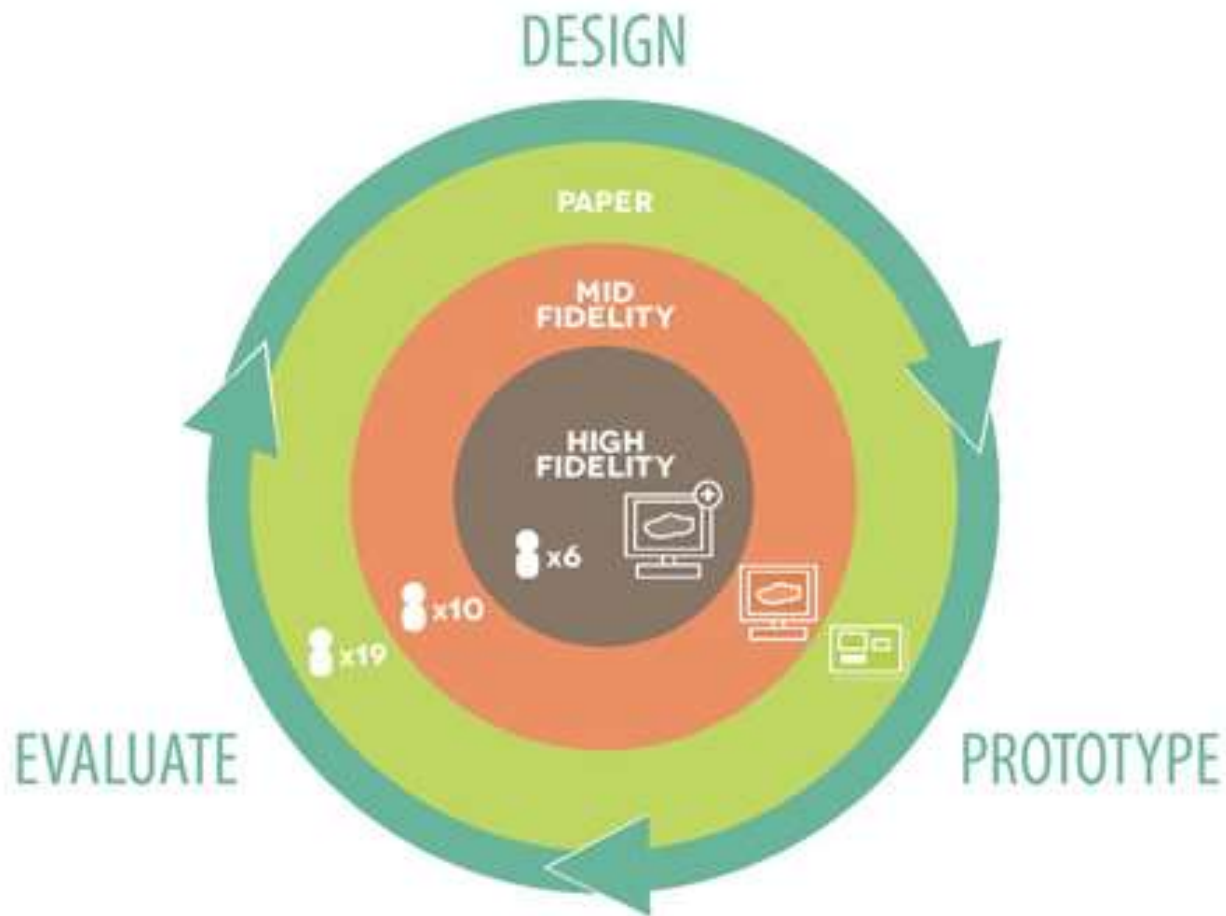 DESIGN
PAPER
MID
FIDELITY
HIGH
FIDELITY
x6
x10
x19
EVALUATE
PROTOTYPE